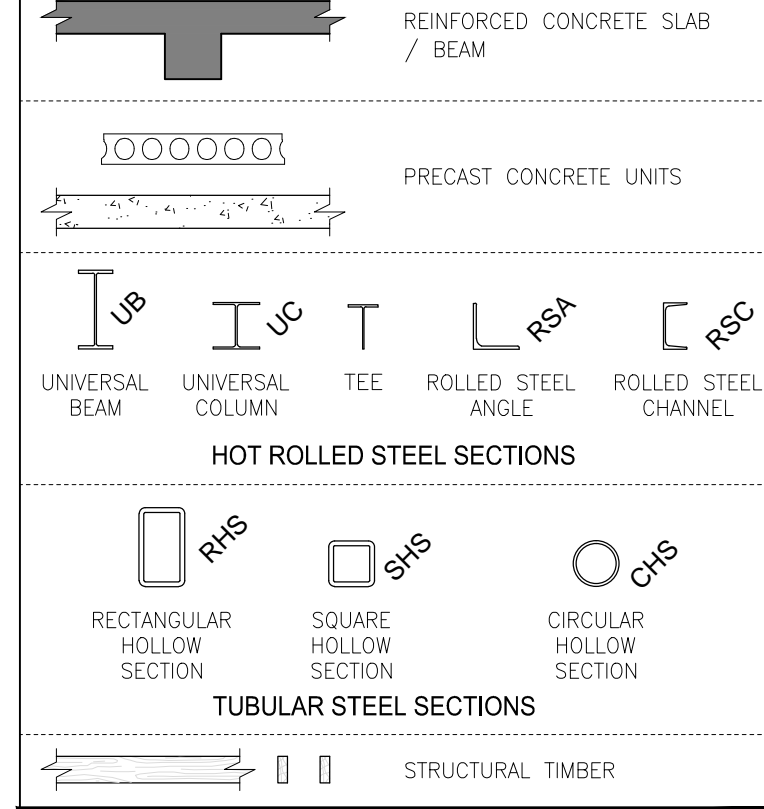 REINFORCED CONCRETE SLAB
/ BEAM
PRECAST CONCRETE UNITS
UB
UC
RSA
RSC
UNIVERSAL
BEAM
UNIVERSAL
COLUMN
TEE
ROLLED STEEL
ANGLE
ROLLED STEEL
CHANNEL
HOT ROLLED STEEL SECTIONS
RHS
SHS
CHS
RECTANGULAR
HOLLOW
SECTION
SQUARE
HOLLOW
SECTION
CIRCULAR
HOLLOW
SECTION
TUBULAR STEEL SECTIONS
STRUCTURAL TIMBER